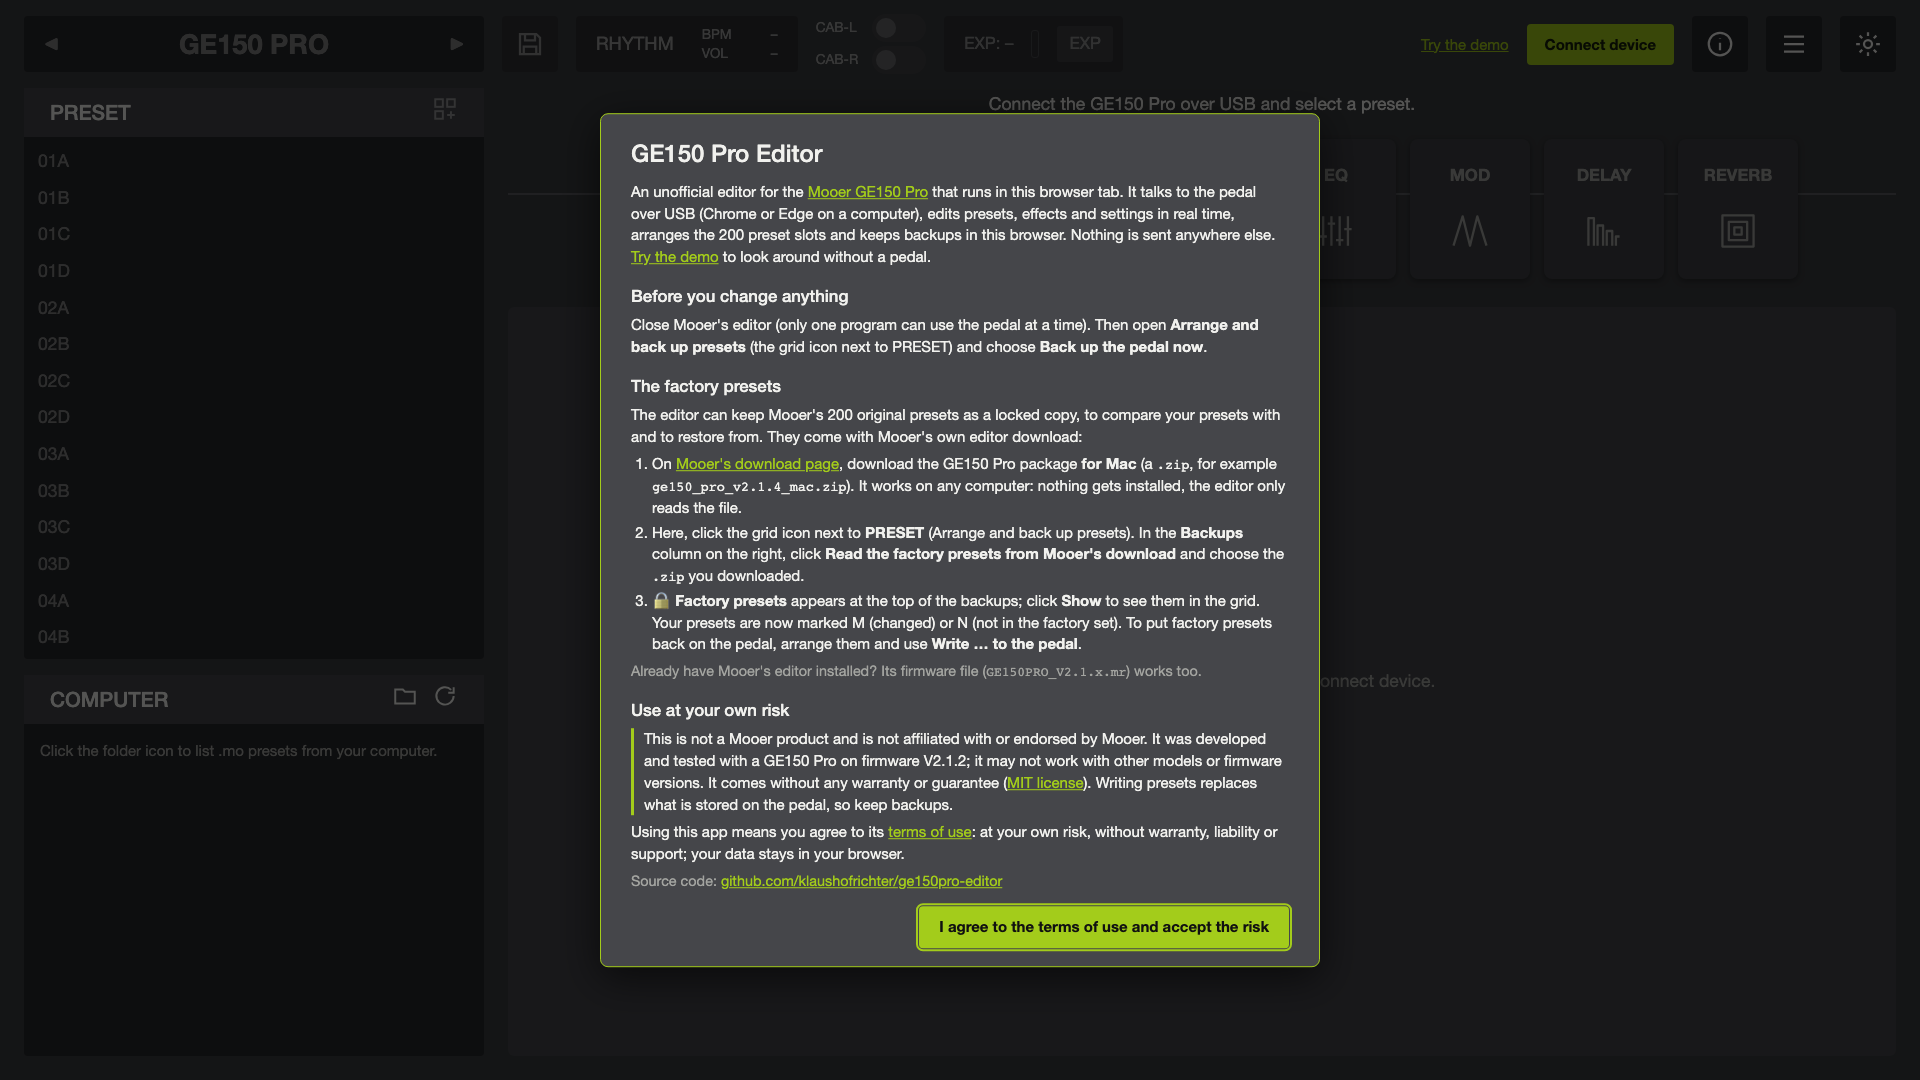 GE150 PRO
RHYTHM
BPM –
VOL –
CAB-L
CAB-R
EXP: –
EXP
Try the demo
Connect device
PRESET
01A
01B
01C
01D
02A
02B
02C
02D
03A
03B
03C
03D
04A
04B
COMPUTER
Click the folder icon to list .mo presets from your computer.
Connect the GE150 Pro over USB and select a preset.
EQ
MOD
DELAY
REVERB
onnect device.
GE150 Pro Editor
An unofficial editor for the Mooer GE150 Pro that runs in this browser tab. It talks to the pedal
over USB (Chrome or Edge on a computer), edits presets, effects and settings in real time,
arranges the 200 preset slots and keeps backups in this browser. Nothing is sent anywhere else.
Try the demo to look around without a pedal.
Before you change anything
Close Mooer's editor (only one program can use the pedal at a time). Then open Arrange and
back up presets (the grid icon next to PRESET) and choose Back up the pedal now.
The factory presets
The editor can keep Mooer's 200 original presets as a locked copy, to compare your presets with
and to restore from. They come with Mooer's own editor download:
1. On Mooer's download page, download the GE150 Pro package for Mac (a .zip, for example
ge150_pro_v2.1.4_mac.zip). It works on any computer: nothing gets installed, the editor only
reads the file.
2. Here, click the grid icon next to PRESET (Arrange and back up presets). In the Backups
column on the right, click Read the factory presets from Mooer's download and choose the
.zip you downloaded.
3. 🔒 Factory presets appears at the top of the backups; click Show to see them in the grid.
Your presets are now marked M (changed) or N (not in the factory set). To put factory presets
back on the pedal, arrange them and use Write ... to the pedal.
Already have Mooer's editor installed? Its firmware file (GE150PRO_V2.1.x.mr) works too.
Use at your own risk
This is not a Mooer product and is not affiliated with or endorsed by Mooer. It was developed
and tested with a GE150 Pro on firmware V2.1.2; it may not work with other models or firmware
versions. It comes without any warranty or guarantee (MIT license). Writing presets replaces
what is stored on the pedal, so keep backups.
Using this app means you agree to its terms of use: at your own risk, without warranty, liability or
support; your data stays in your browser.
Source code: github.com/klaushofrichter/ge150pro-editor
I agree to the terms of use and accept the risk